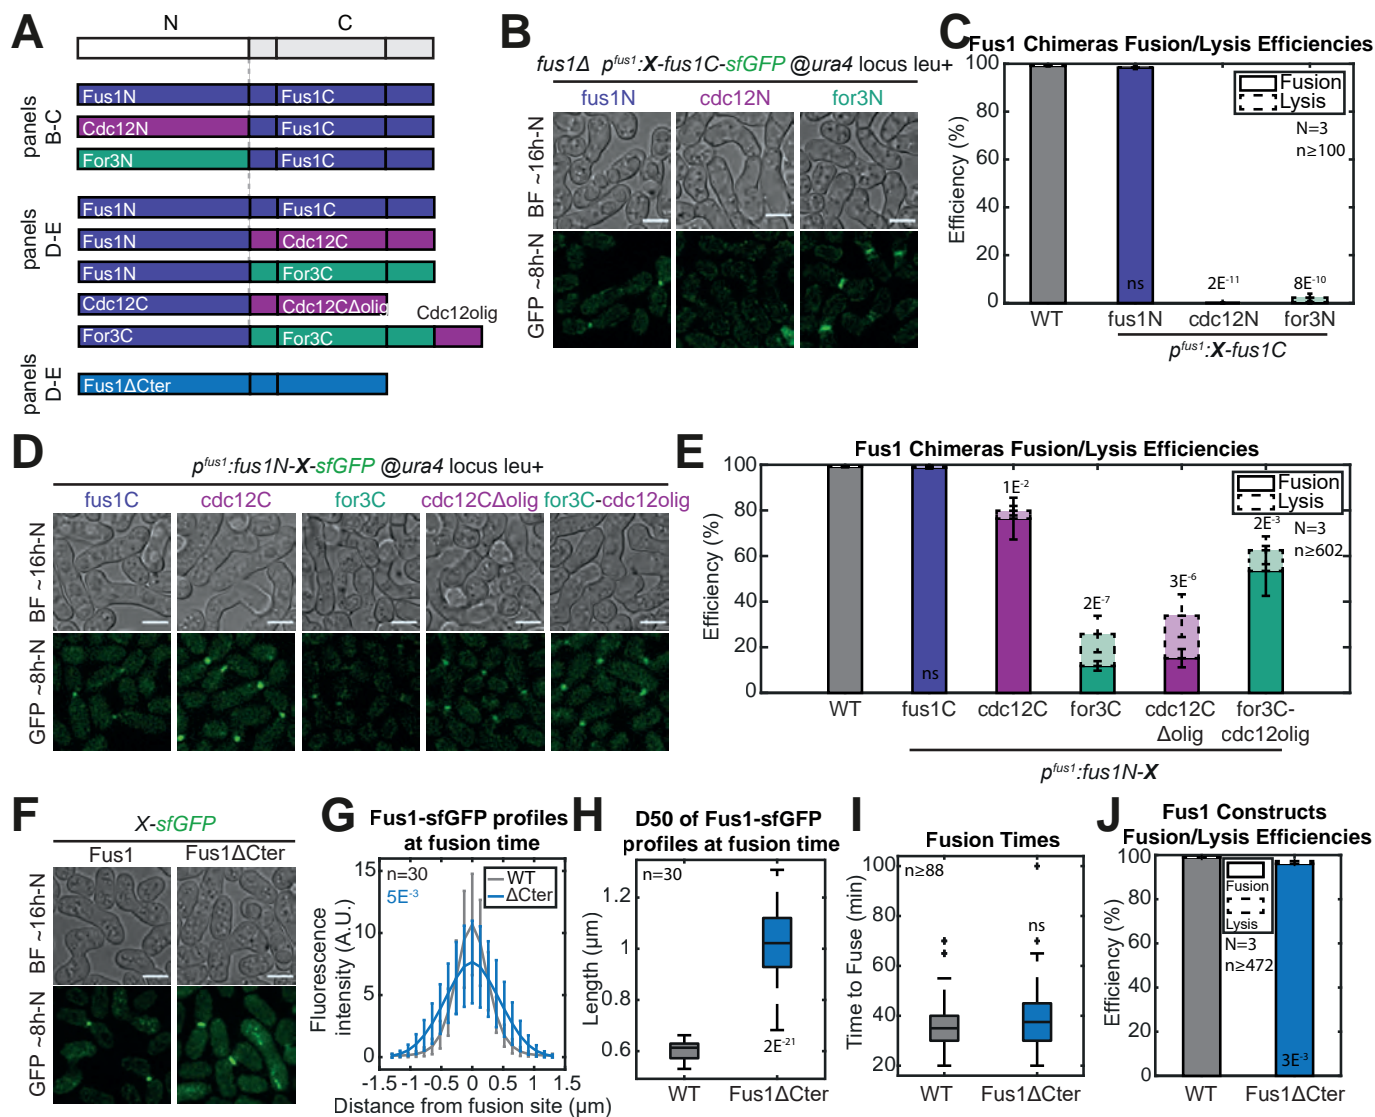 A
N
C
panels
B-C
Fus1N
Fus1C
Cdc12N
Fus1C
For3N
Fus1C
panels
D-E
Fus1N
Fus1C
Fus1N
Cdc12C
Fus1N
For3C
Cdc12C
Cdc12CΔolig
Cdc12olig
For3C
For3C
panels
D-E
Fus1ΔCter
B
fus1Δ p^fus1:X-fus1C-sfGFP @ura4 locus leu+
fus1N
cdc12N
for3N
BF ~16h-N
GFP ~8h-N
C
Fus1 Chimeras Fusion/Lysis Efficiencies
Efficiency (%)
100
80
60
40
20
0
Fusion
Lysis
N=3
n≥100
ns
2E-11
8E-10
WT
fus1N
cdc12N
for3N
p^fus1:X-fus1C
D
p^fus1:fus1N-X-sfGFP @ura4 locus leu+
fus1C
cdc12C
for3C
cdc12CΔolig
for3C-cdc12olig
BF ~16h-N
GFP ~8h-N
E
Fus1 Chimeras Fusion/Lysis Efficiencies
Efficiency (%)
100
80
60
40
20
0
Fusion
Lysis
N=3
n≥602
ns
1E-2
2E-7
3E-6
2E-3
WT
fus1C
cdc12C
for3C
cdc12C
Δolig
for3C-
cdc12olig
p^fus1:fus1N-X
F
X-sfGFP
Fus1
Fus1ΔCter
BF ~16h-N
GFP ~8h-N
G
Fus1-sfGFP profiles
at fusion time
Fluorescence
intensity (A.U.)
15
10
5
0
n=30
5E-3
WT
ΔCter
-1.5
-0.5
0
0.5
1.5
Distance from fusion site (µm)
H
D50 of Fus1-sfGFP
profiles at fusion time
Length (µm)
1.2
1
0.8
0.6
n=30
2E-21
WT
Fus1ΔCter
I
Fusion Times
Time to Fuse (min)
100
80
60
40
20
n≥88
ns
WT
Fus1ΔCter
J
Fus1 Constructs
Fusion/Lysis Efficiencies
Efficiency (%)
100
80
60
40
20
0
Fusion
Lysis
N=3
n≥472
3E-3
WT
Fus1ΔCter